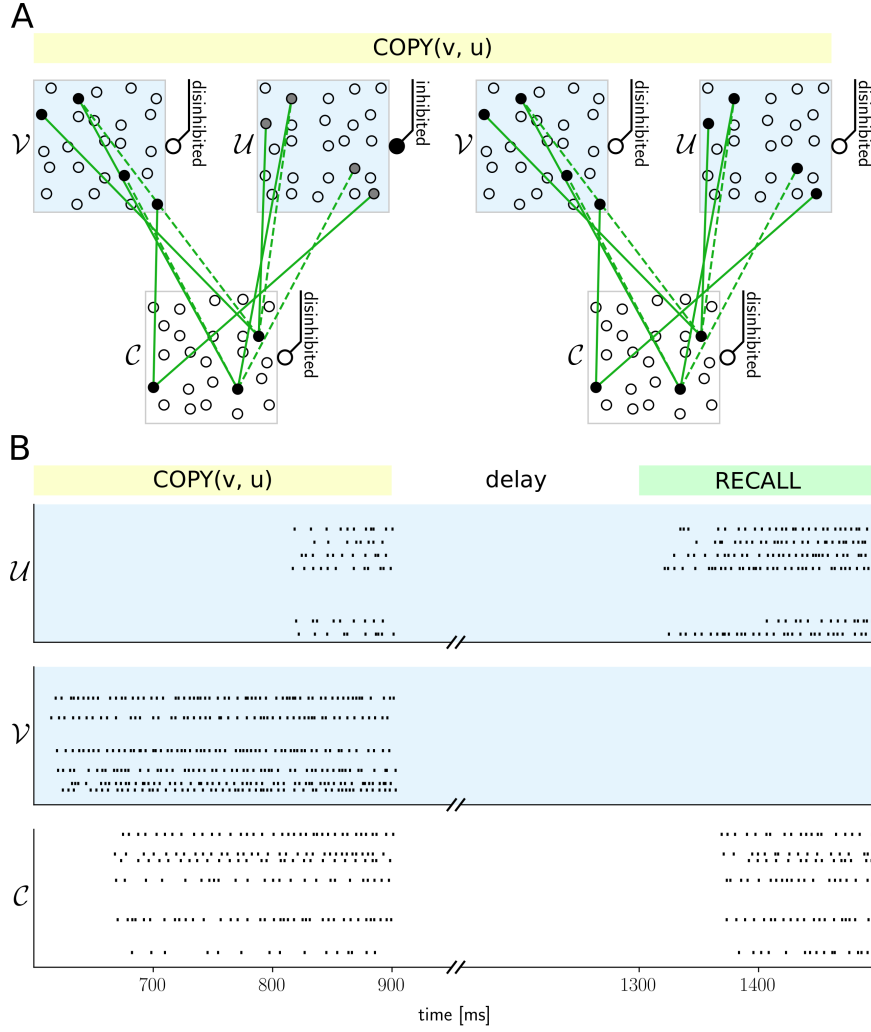 A
COPY(v, u)
𝒱 disinhibited 𝒰 inhibited 𝒱 disinhibited 𝒰 disinhibited
𝒞 disinhibited 𝒞 disinhibited
B
COPY(v, u) delay RECALL
𝒰
𝒱
𝒞
700 800 900 1300 1400
time [ms]